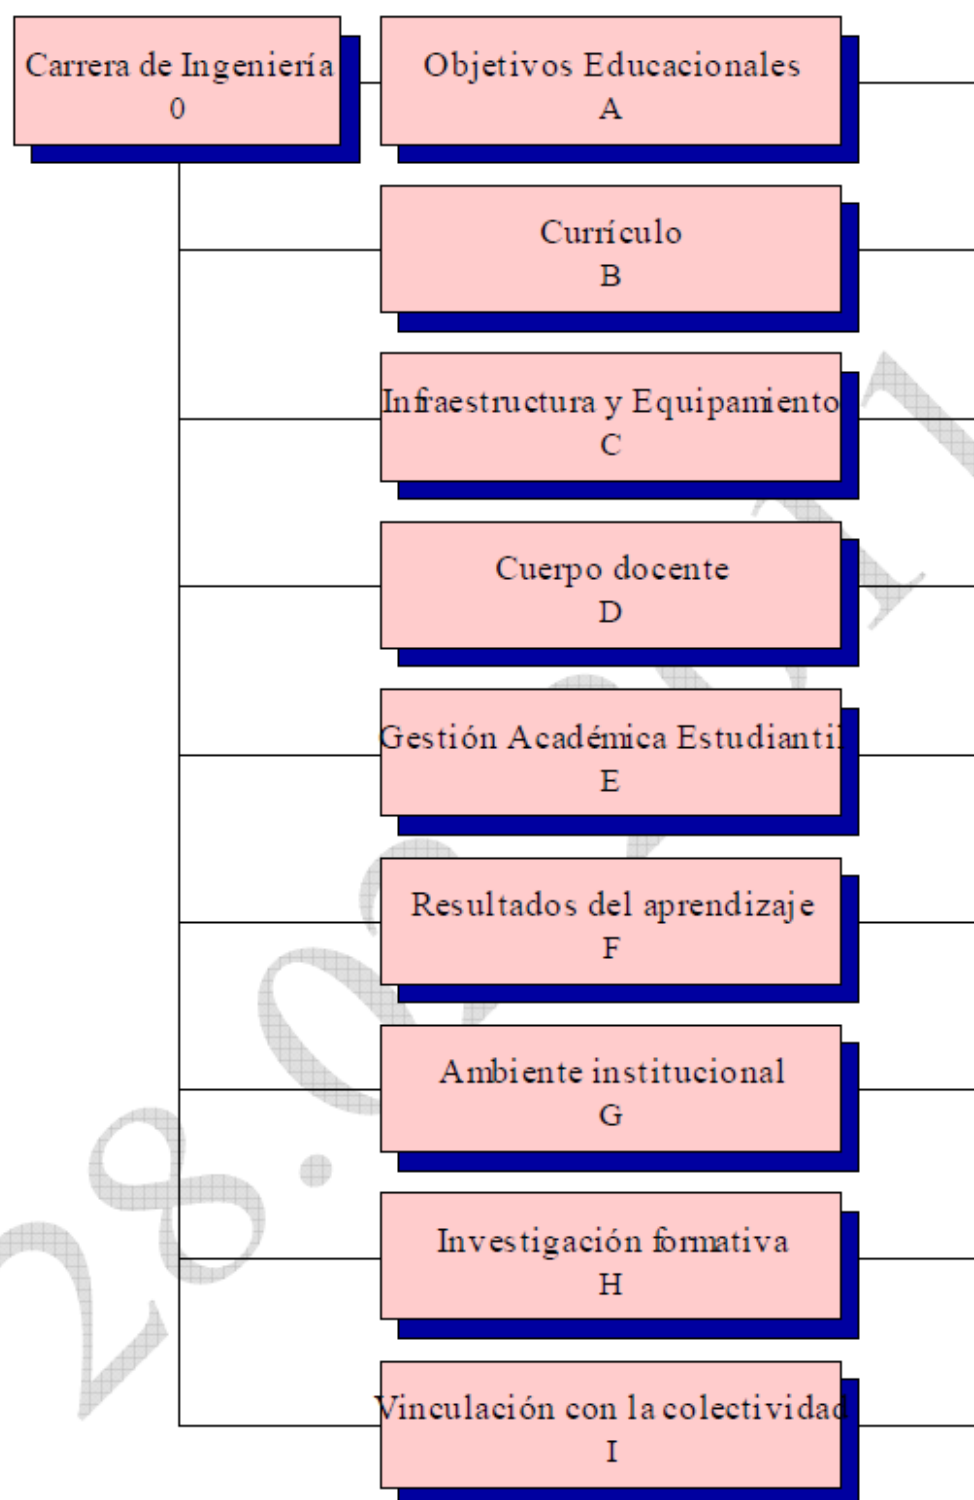 Carrera de Ingeniería
0
Objetivos Educacionales
A
Currículo
B
Infraestructura y Equipamiento
C
Cuerpo docente
D
Gestión Académica Estudiantil
E
Resultados del aprendizaje
F
Ambiente institucional
G
Investigación formativa
H
Vinculación con la colectividad
I